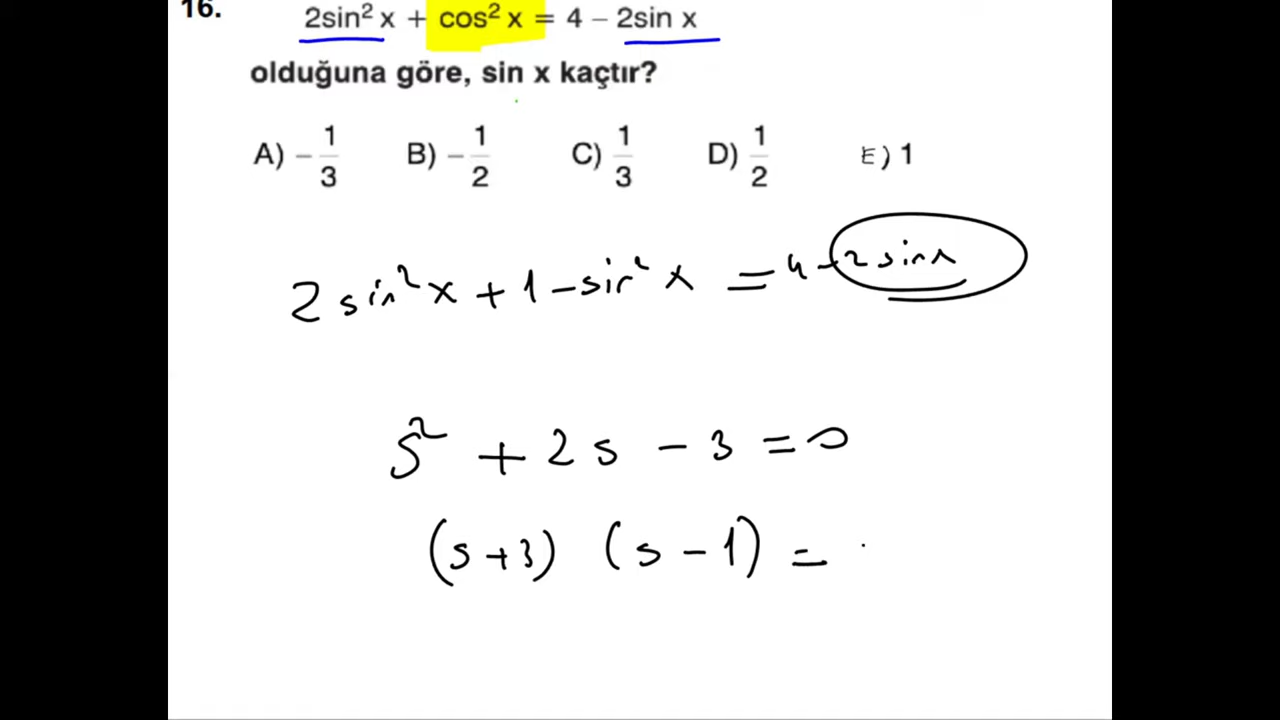 16.
2sin² x + cos² x = 4 – 2sin x
olduğuna göre, sin x kaçtır?
A) – 1/3 B) – 1/2 C) 1/3 D) 1/2 E) 1
2 sin² x + 1 – sin² x = 4 – 2 sin x
s² + 2s – 3 = 0
(s + 3) (s – 1) =